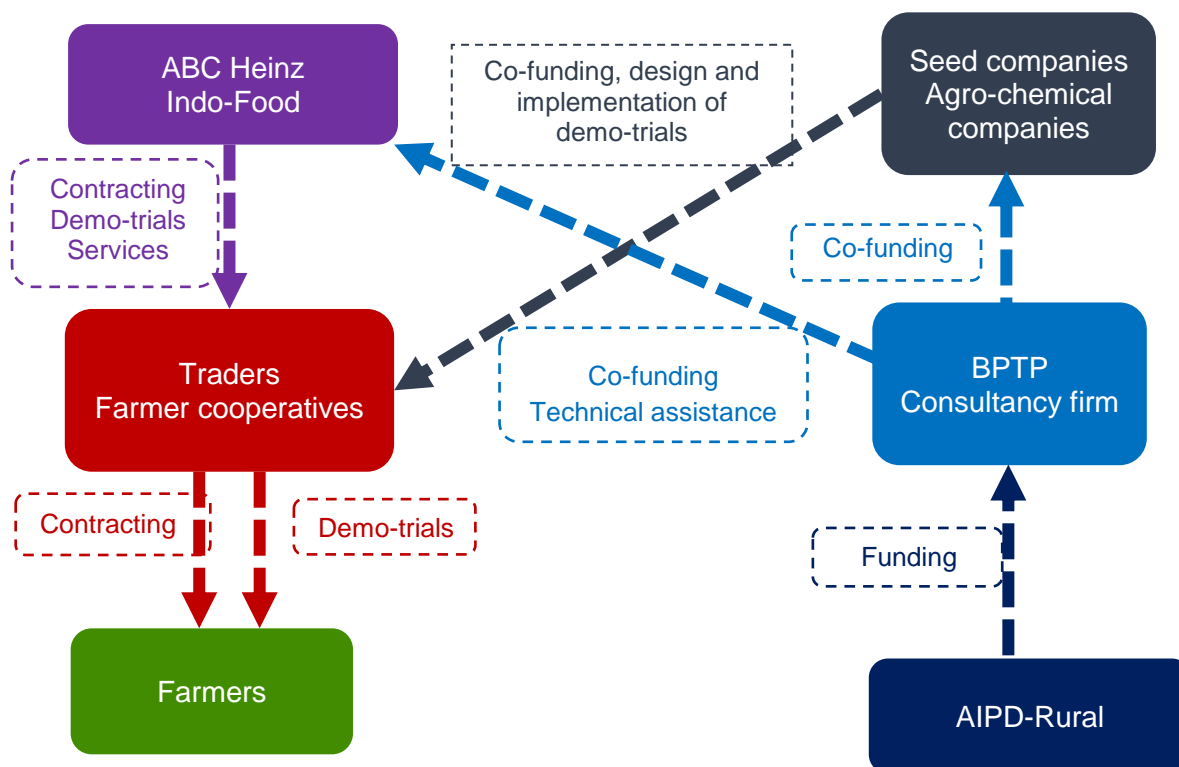 ABC Heinz
Indo-Food
Co-funding, design and
implementation of
demo-trials
Seed companies
Agro-chemical
companies
Contracting
Demo-trials
Services
Co-funding
Traders
Farmer cooperatives
Co-funding
Technical assistance
BPTP
Consultancy firm
Contracting
Demo-trials
Funding
Farmers
AIPD-Rural